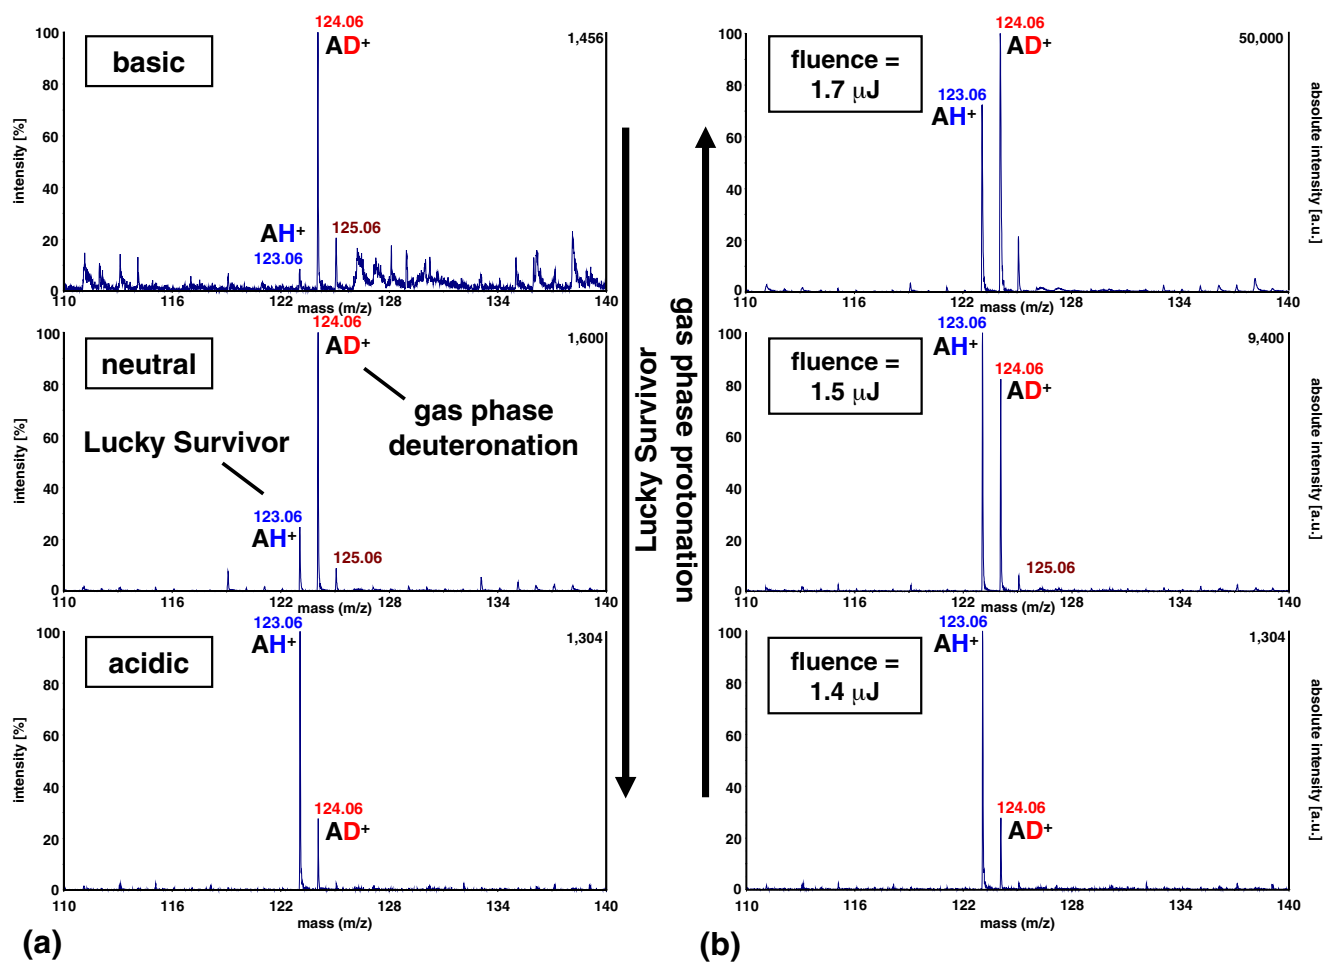 124.06
AD+
1,456
basic
100
80
60
40
20
0
intensity [%]
AH+
123.06
125.06
110
116
122
128
134
140
mass (m/z)
124.06
AD+
1,600
neutral
100
80
60
40
20
0
intensity [%]
gas phase
deuteronation
Lucky Survivor
123.06
AH+
125.06
110
116
122
128
134
140
mass (m/z)
123.06
AH+
1,304
acidic
100
80
60
40
20
0
intensity [%]
124.06
AD+
110
116
122
128
134
140
mass (m/z)
(a)
Lucky Survivor
gas phase protonation
124.06
AD+
50,000
fluence =
1.7 μJ
123.06
AH+
100
80
60
40
20
0
absolute intensity [a.u.]
110
116
122
128
134
140
mass (m/z)
123.06
AH+
9,400
fluence =
1.5 μJ
124.06
AD+
100
80
60
40
20
0
absolute intensity [a.u.]
125.06
110
116
122
128
134
140
mass (m/z)
123.06
AH+
1,304
fluence =
1.4 μJ
100
80
60
40
20
0
absolute intensity [a.u.]
124.06
AD+
110
116
122
128
134
140
mass (m/z)
(b)